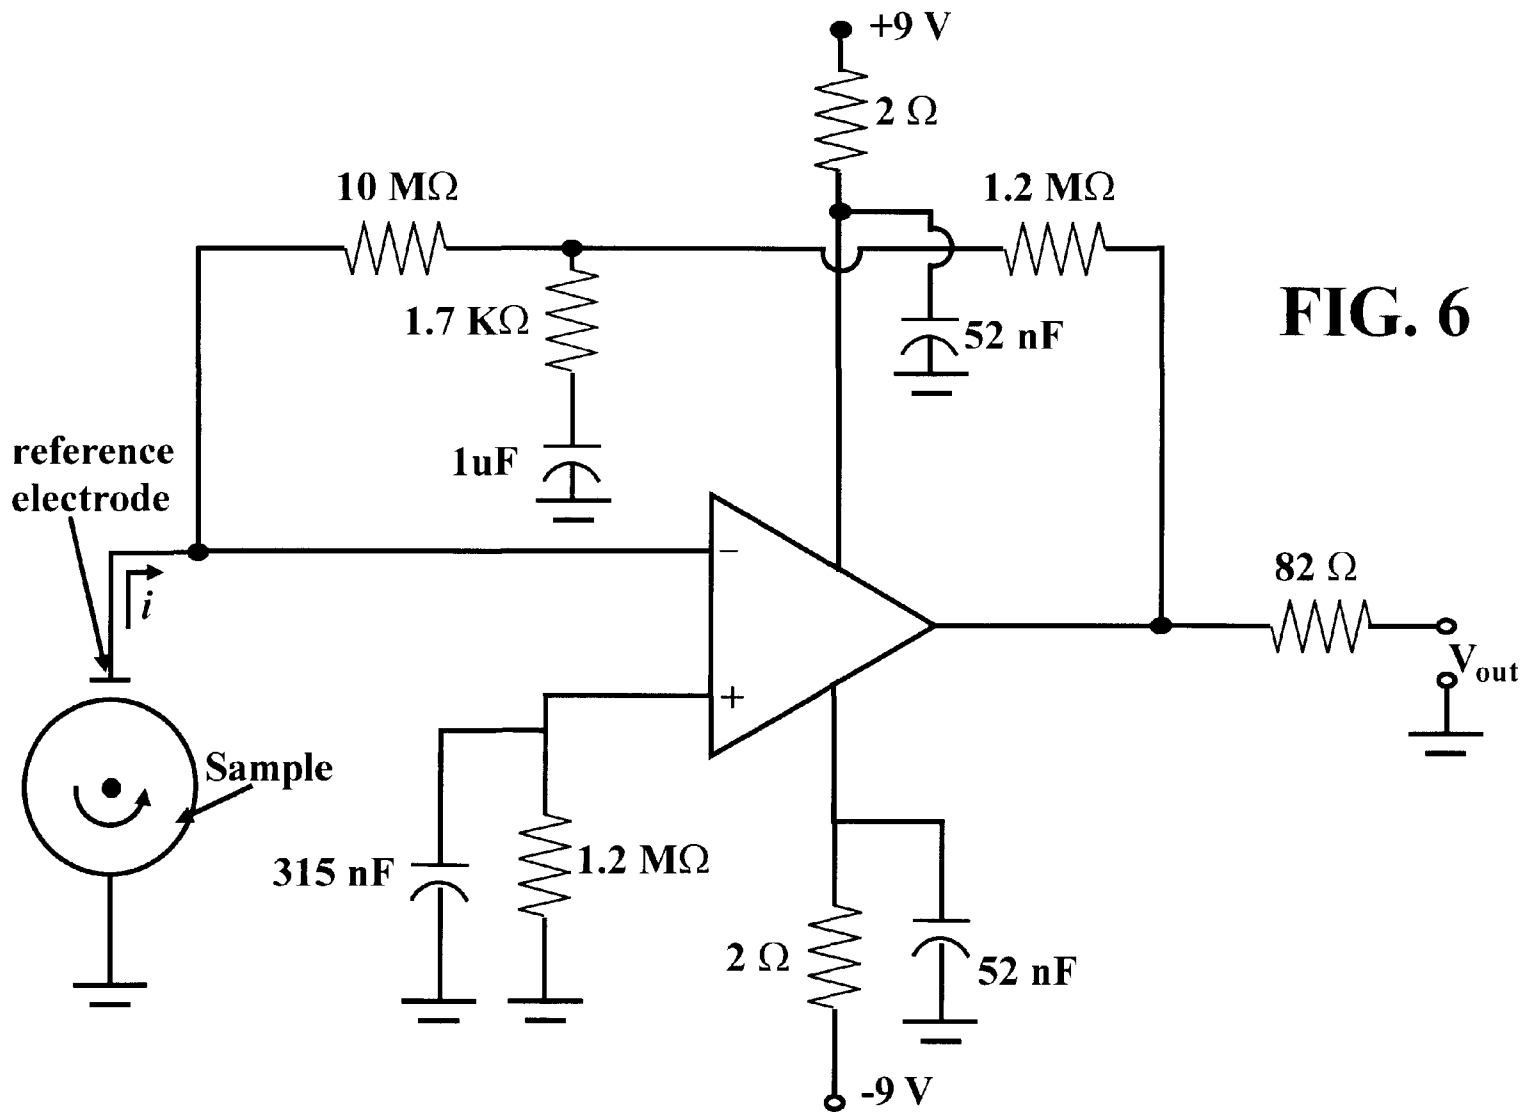 +9 V
2 Ω
10 MΩ
1.2 MΩ
1.7 KΩ
52 nF
FIG. 6
reference
electrode
1uF
i
−
+
82 Ω
Vout
Sample
315 nF
1.2 MΩ
2 Ω
52 nF
-9 V